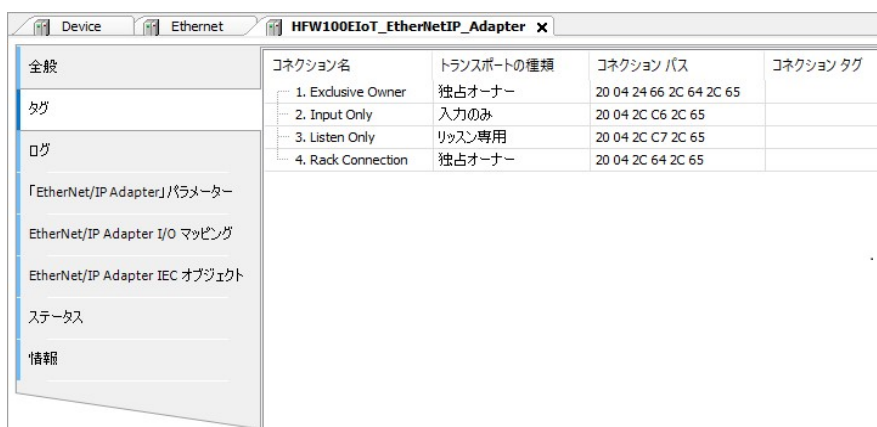 Device Ethernet HFW100EIoT_EtherNetIP_Adapter x
全般
タグ
ログ
「EtherNet/IP Adapter」パラメーター
EtherNet/IP Adapter I/O マッピング
EtherNet/IP Adapter IEC オブジェクト
ステータス
情報
コネクション名 トランスポートの種類 コネクション パス コネクション タグ
1. Exclusive Owner 独占オーナー 20 04 24 66 2C 64 2C 65
2. Input Only 入力のみ 20 04 2C C6 2C 65
3. Listen Only リッスン専用 20 04 2C C7 2C 65
4. Rack Connection 独占オーナー 20 04 2C 64 2C 65